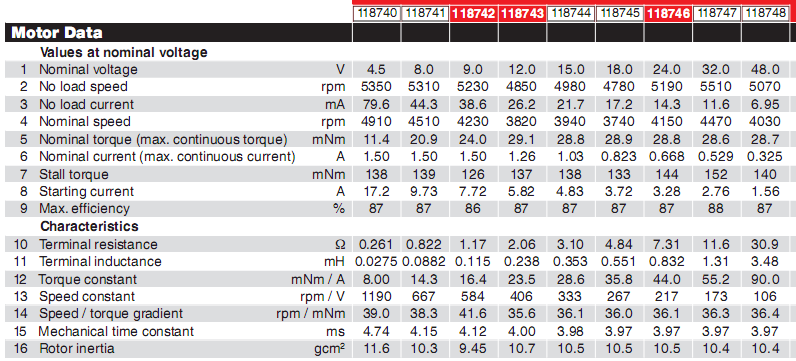 118740 118741 118742 118743 118744 118745 118746 118747 118748
Motor Data
Values at nominal voltage
1 Nominal voltage V 4.5 8.0 9.0 12.0 15.0 18.0 24.0 32.0 48.0
2 No load speed rpm 5350 5310 5230 4850 4980 4780 5190 5510 5070
3 No load current mA 79.6 44.3 38.6 26.2 21.7 17.2 14.3 11.6 6.95
4 Nominal speed rpm 4910 4510 4230 3820 3940 3740 4150 4470 4030
5 Nominal torque (max. continuous torque) mNm 11.4 20.9 24.0 29.1 28.8 28.9 28.8 28.6 28.7
6 Nominal current (max. continuous current) A 1.50 1.50 1.50 1.26 1.03 0.823 0.668 0.529 0.325
7 Stall torque mNm 138 139 126 137 138 133 144 152 140
8 Starting current A 17.2 9.73 7.72 5.82 4.83 3.72 3.28 2.76 1.56
9 Max. efficiency % 87 87 86 87 87 87 87 88 87
Characteristics
10 Terminal resistance Ω 0.261 0.822 1.17 2.06 3.10 4.84 7.31 11.6 30.9
11 Terminal inductance mH 0.0275 0.0882 0.115 0.238 0.353 0.551 0.832 1.31 3.48
12 Torque constant mNm / A 8.00 14.3 16.4 23.5 28.6 35.8 44.0 55.2 90.0
13 Speed constant rpm / V 1190 667 584 406 333 267 217 173 106
14 Speed / torque gradient rpm / mNm 39.0 38.3 41.6 35.6 36.1 36.0 36.1 36.3 36.4
15 Mechanical time constant ms 4.74 4.15 4.12 4.00 3.98 3.97 3.97 3.97 3.97
16 Rotor inertia gcm² 11.6 10.3 9.45 10.7 10.5 10.5 10.5 10.4 10.4